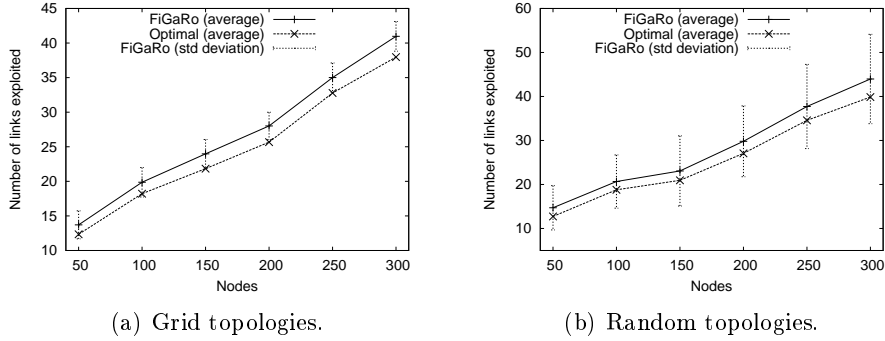 FiGaRo (average)
Optimal (average)
FiGaRo (std deviation)
45
40
35
30
25
20
15
10
Number of links exploited
50 100 150 200 250 300
Nodes
(a) Grid topologies.
FiGaRo (average)
Optimal (average)
FiGaRo (std deviation)
60
50
40
30
20
10
Number of links exploited
50 100 150 200 250 300
Nodes
(b) Random topologies.